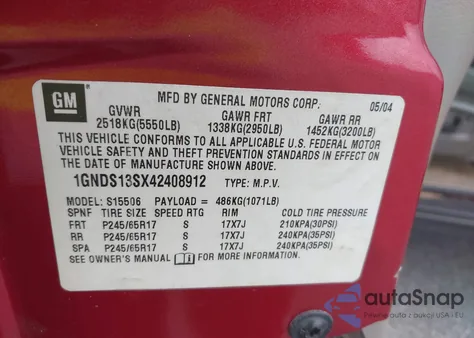 GM
MFD BY GENERAL MOTORS CORP.
05/04
GVWR GAWR FRT GAWR RR
2518KG(5550LB) 1338KG(2950LB) 1452KG(3200LB)
THIS VEHICLE CONFORMS TO ALL APPLICABLE U.S. FEDERAL MOTOR
VEHICLE SAFETY AND THEFT PREVENTION STANDARDS IN EFFECT ON
THE DATE OF MANUFACTURE SHOWN ABOVE.
1GNDS13SX42408912 TYPE: M.P.V.
MODEL: S15506 PAYLOAD = 486KG(1071LB)
SPNF TIRE SIZE SPEED RTG RIM COLD TIRE PRESSURE
FRT P245/65R17 S 17X7J 210KPA(30PSI)
RR P245/65R17 S 17X7J 240KPA(35PSI)
SPA P245/65R17 S 17X7J 240KPA(35PSI)
SEE OWNER'S MANUAL FOR MORE INFORMATION.
autoSnap